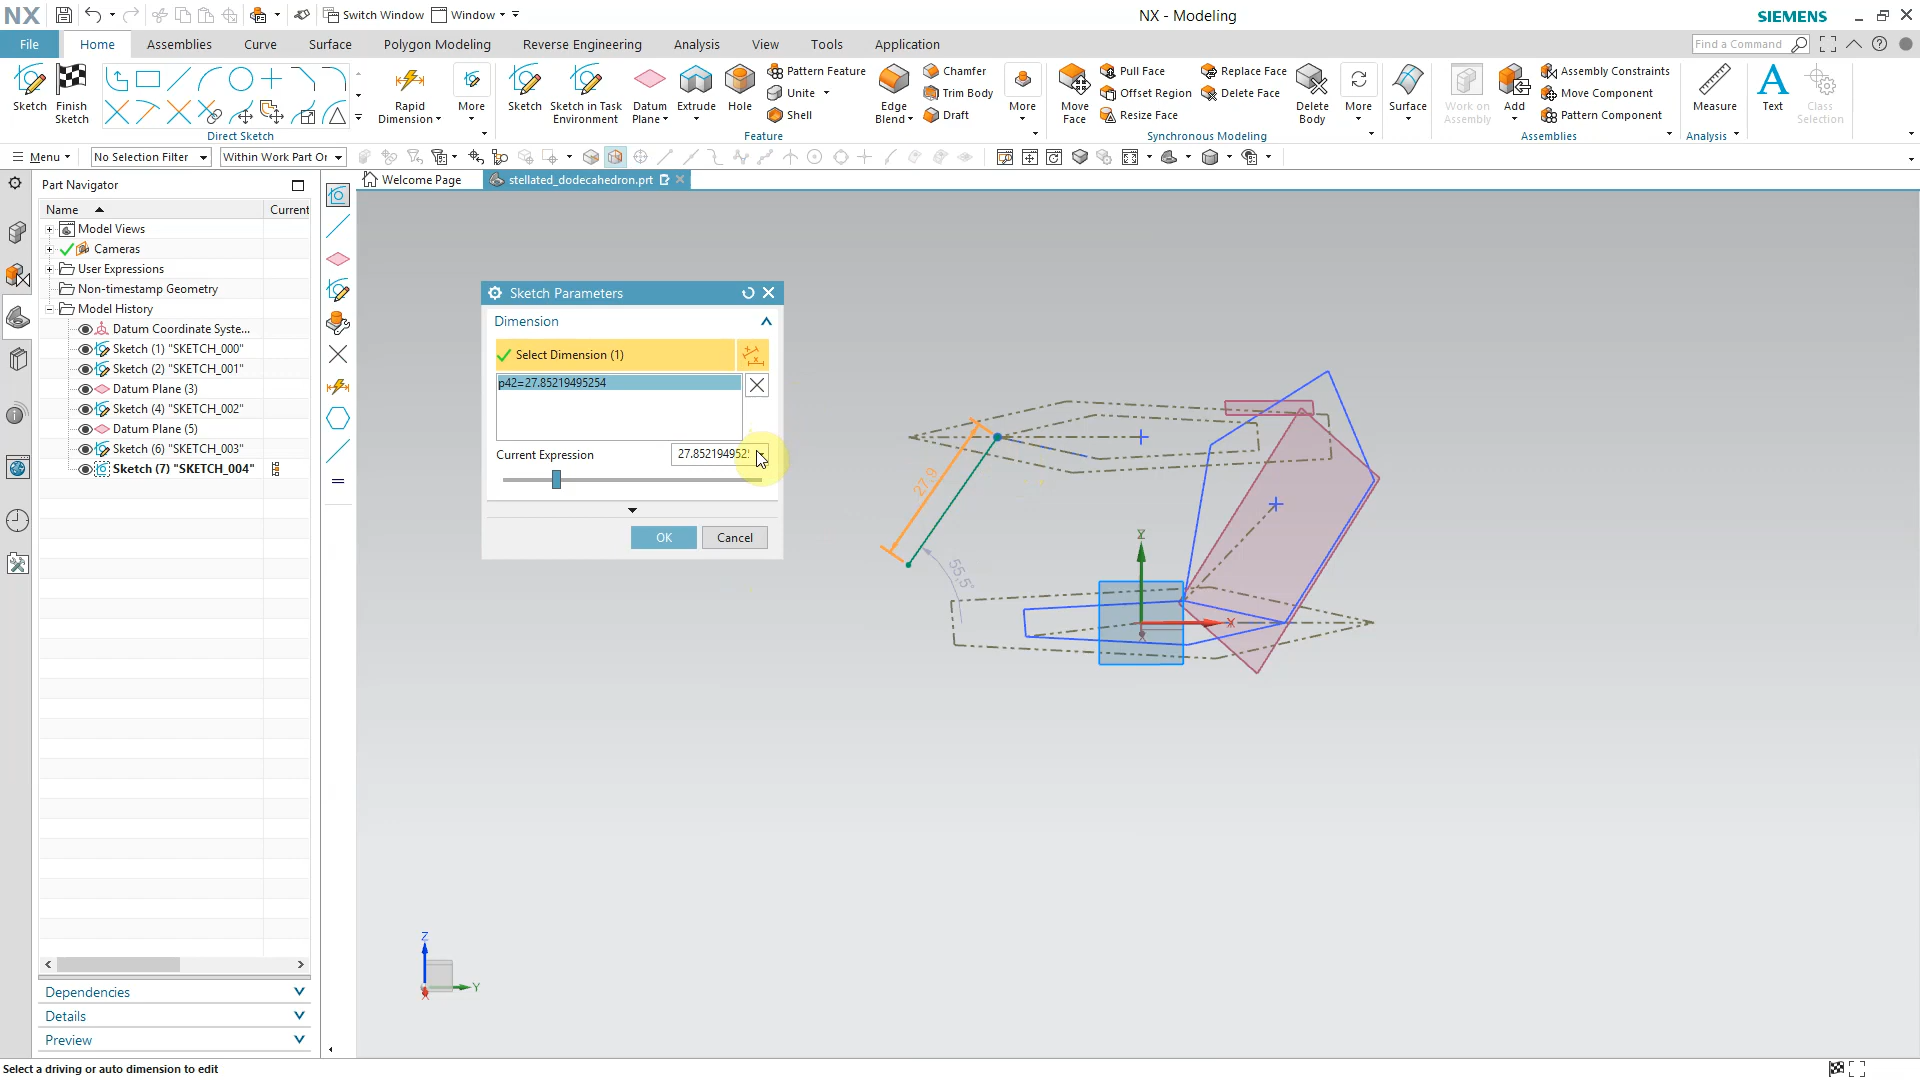 NX
Switch Window
Window
NX - Modeling
SIEMENS
File
Home
Assemblies
Curve
Surface
Polygon Modeling
Reverse Engineering
Analysis
View
Tools
Application
Find a Command
Sketch
Finish Sketch
Direct Sketch
Rapid Dimension
More
Sketch
Sketch in Task Environment
Datum Plane
Extrude
Hole
Pattern Feature
Unite
Shell
Edge Blend
Chamfer
Trim Body
Draft
More
Feature
Move Face
Pull Face
Offset Region
Resize Face
Replace Face
Delete Face
Delete Body
More
Synchronous Modeling
Surface
Work on Assembly
Add
Assembly Constraints
Move Component
Pattern Component
Assemblies
Measure
Analysis
Text
Class Selection
Menu
No Selection Filter
Within Work Part Or
Part Navigator
Welcome Page
stellated_dodecahedron.prt
Name
Current
Model Views
Cameras
User Expressions
Non-timestamp Geometry
Model History
Datum Coordinate Syste...
Sketch (1) "SKETCH_000"
Sketch (2) "SKETCH_001"
Datum Plane (3)
Sketch (4) "SKETCH_002"
Datum Plane (5)
Sketch (6) "SKETCH_003"
Sketch (7) "SKETCH_004"
Sketch Parameters
Dimension
Select Dimension (1)
p42=27.85219495254
Current Expression
27.8521949525
OK
Cancel
27.9
55.5°
Y
X
Z
Y
X
Dependencies
Details
Preview
Select a driving or auto dimension to edit